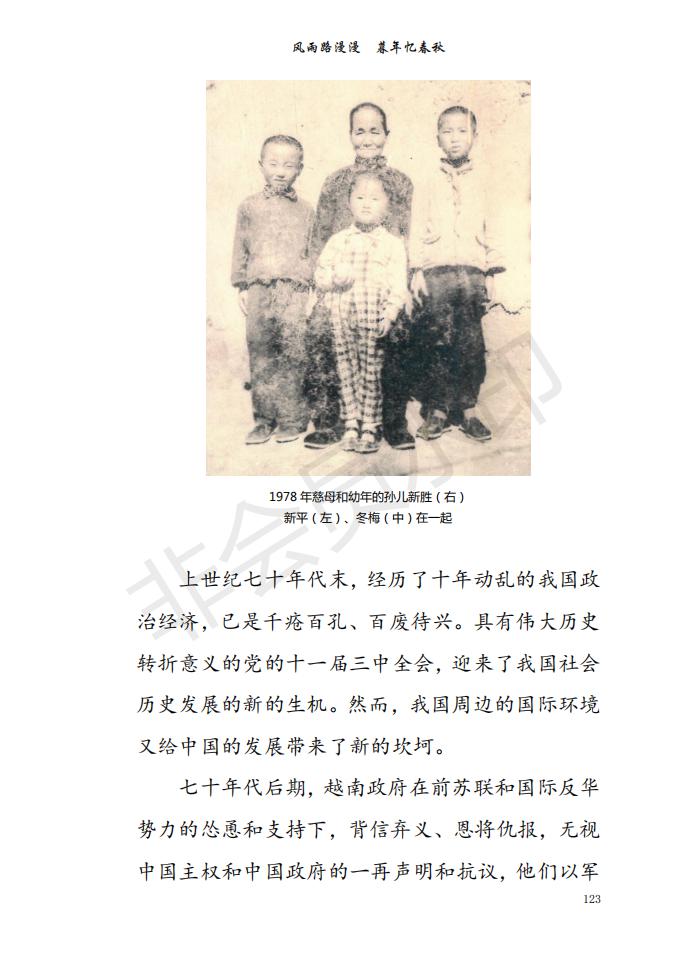 风雨路漫漫 暮年忆春秋
1978 年慈母和幼年的孙儿新胜（右）
新平（左）、冬梅（中）在一起
上世纪七十年代末，经历了十年动乱的我国政
治经济，已是千疮百孔、百废待兴。具有伟大历史
转折意义的党的十一届三中全会，迎来了我国社会
历史发展的新的生机。然而，我国周边的国际环境
又给中国的发展带来了新的坎坷。
七十年代后期，越南政府在前苏联和国际反华
势力的怂恿和支持下，背信弃义、恩将仇报，无视
中国主权和中国政府的一再声明和抗议，他们以军
123
非会员水印